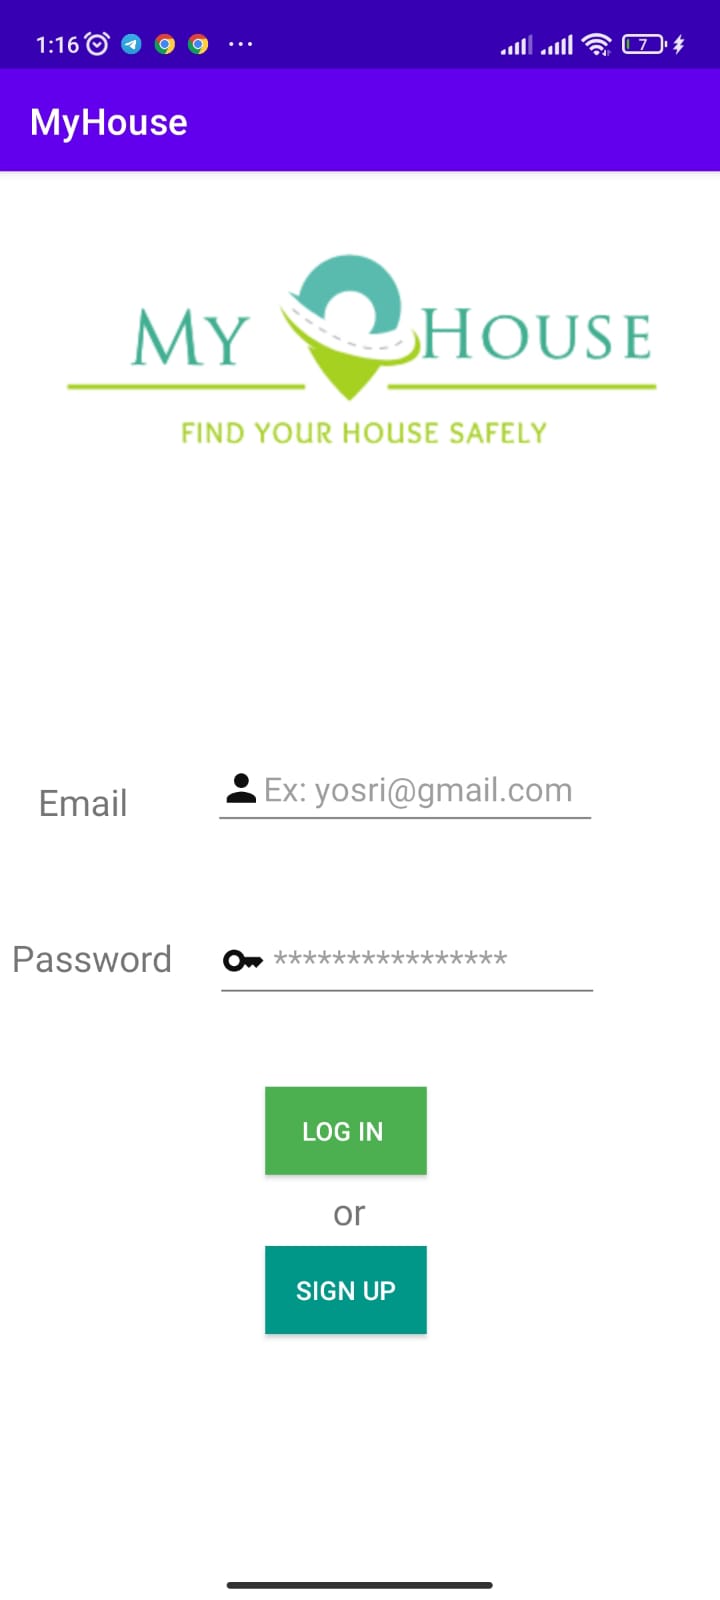 1:16 ... 7
MyHouse
MY HOUSE
FIND YOUR HOUSE SAFELY
Email Ex: yosri@gmail.com
Password ****************
LOG IN
or
SIGN UP